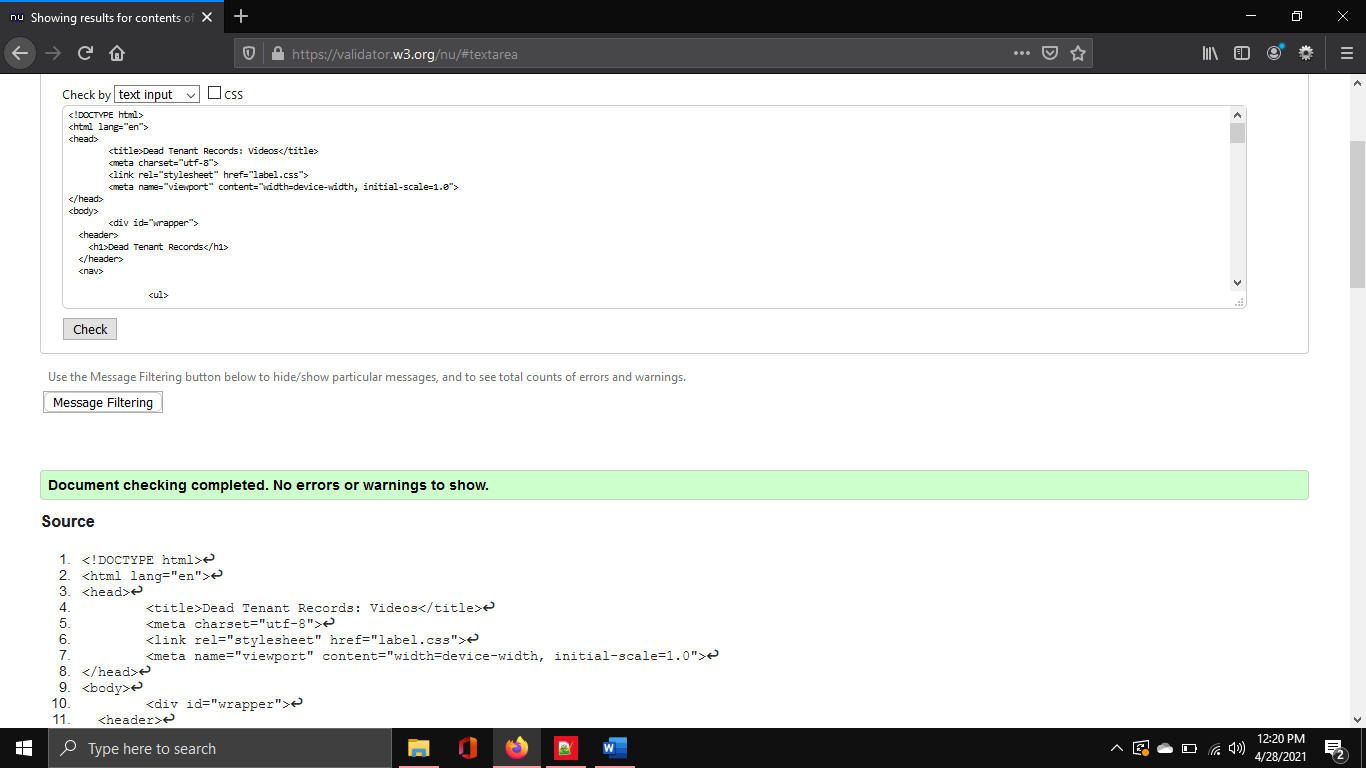 nu Showing results for contents of
https://validator.w3.org/nu/#textarea
Check by text input CSS
<!DOCTYPE html>
<html lang="en">
<head>
<title>Dead Tenant Records: Videos</title>
<meta charset="utf-8">
<link rel="stylesheet" href="label.css">
<meta name="viewport" content="width=device-width, initial-scale=1.0">
</head>
<body>
<div id="wrapper">
<header>
<h1>Dead Tenant Records</h1>
</header>
<nav>
<ul>
Check
Use the Message Filtering button below to hide/show particular messages, and to see total counts of errors and warnings.
Message Filtering
Document checking completed. No errors or warnings to show.
Source
1. <!DOCTYPE html>↩
2. <html lang="en">↩
3. <head>↩
4. <title>Dead Tenant Records: Videos</title>↩
5. <meta charset="utf-8">↩
6. <link rel="stylesheet" href="label.css">↩
7. <meta name="viewport" content="width=device-width, initial-scale=1.0">↩
8. </head>↩
9. <body>↩
10. <div id="wrapper">↩
11. <header>↩
Type here to search
12:20 PM
4/28/2021
2